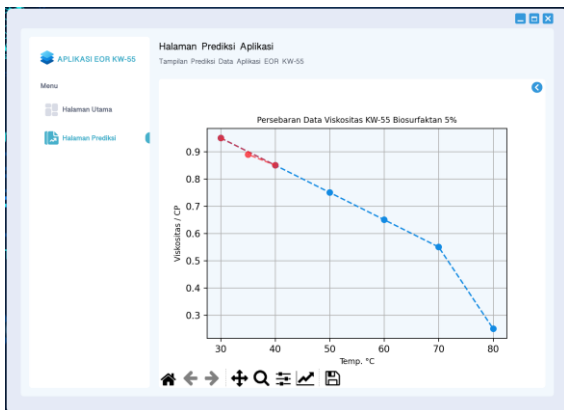 APLIKASI EOR KW-55
Menu
Halaman Utama
Halaman Prediksi
Halaman Prediksi Aplikasi
Tampilan Prediksi Data Aplikasi EOR KW-55
Persebaran Data Viskositas KW-55 Biosurfaktan 5%
Viskositas / CP
0.9
0.8
0.7
0.6
0.5
0.4
0.3
30 40 50 60 70 80
Temp. °C